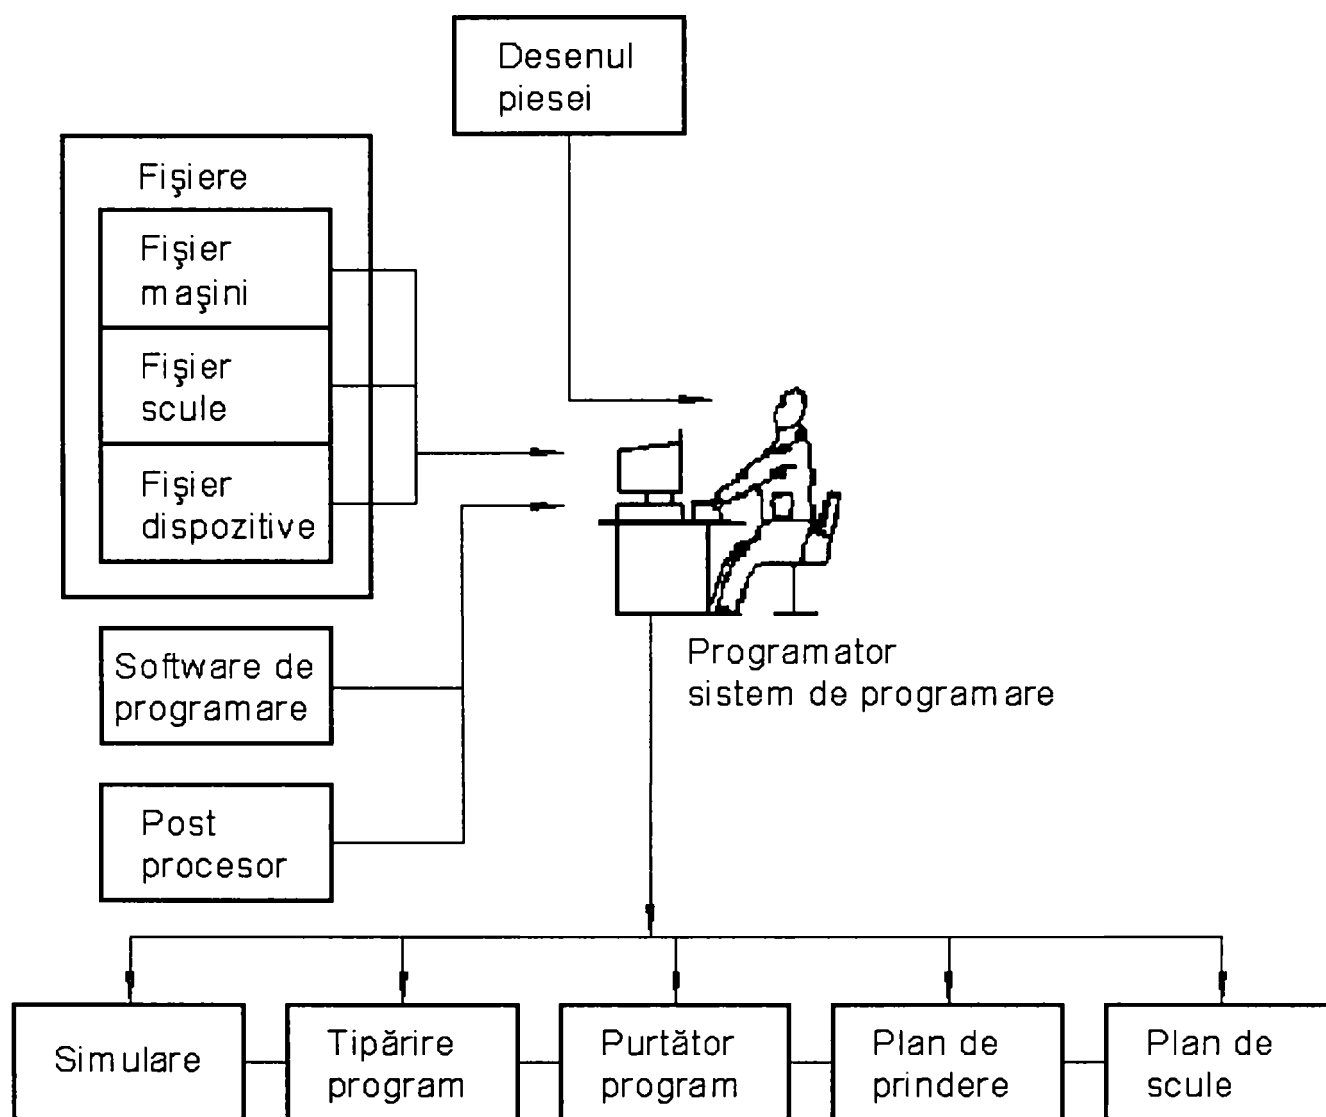 Desenul
piesei
Fişiere
Fişier
maşini
Fişier
scule
Fişier
dispozitive
Software de
programare
Post
procesor
Programator
sistem de programare
Simulare
Tipărire
program
Purtător
program
Plan de
prindere
Plan de
scule